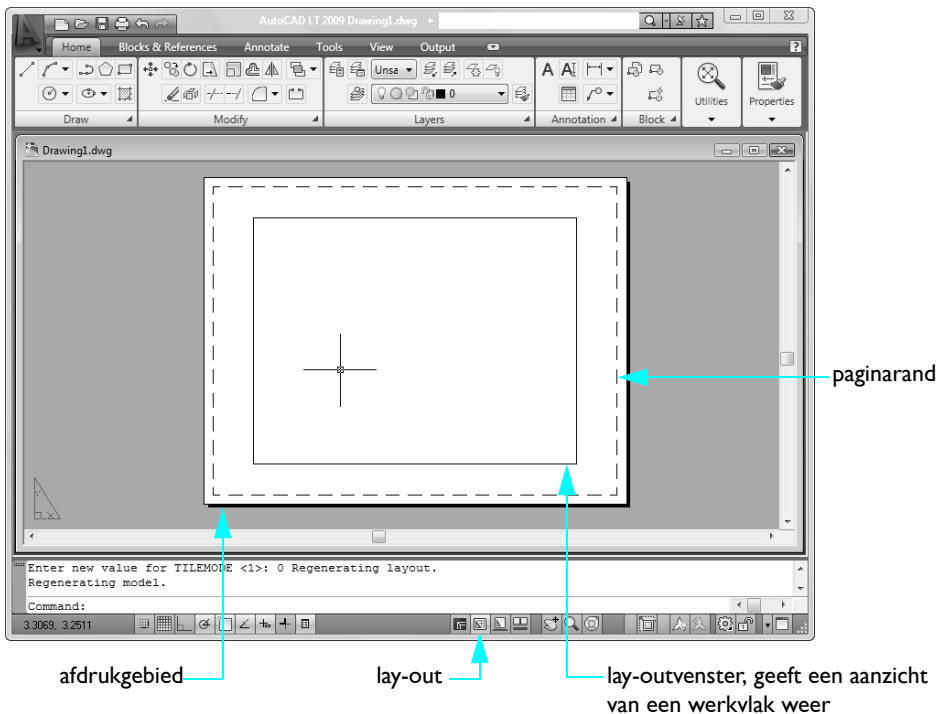 AutoCAD LT 2009 Drawing1.dwg
Home Blocks & References Annotate Tools View Output
?
Unsa
A A
0
Utilities
Properties
Draw
Modify
Layers
Annotation
Block
Drawing1.dwg
paginarand
Enter new value for TILEMODE <1>: 0 Regenerating layout.
Regenerating model.
Command:
3.3069, 3.2511
afdrukgebied
lay-out
lay-outvenster, geeft een aanzicht
van een werkvlak weer